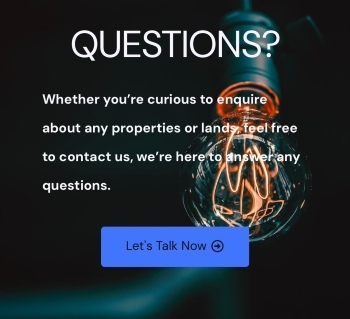 QUESTIONS?
Whether you’re curious to enquire
about any properties or lands, feel free
to contact us, we’re here to answer any
questions.
Let's Talk Now